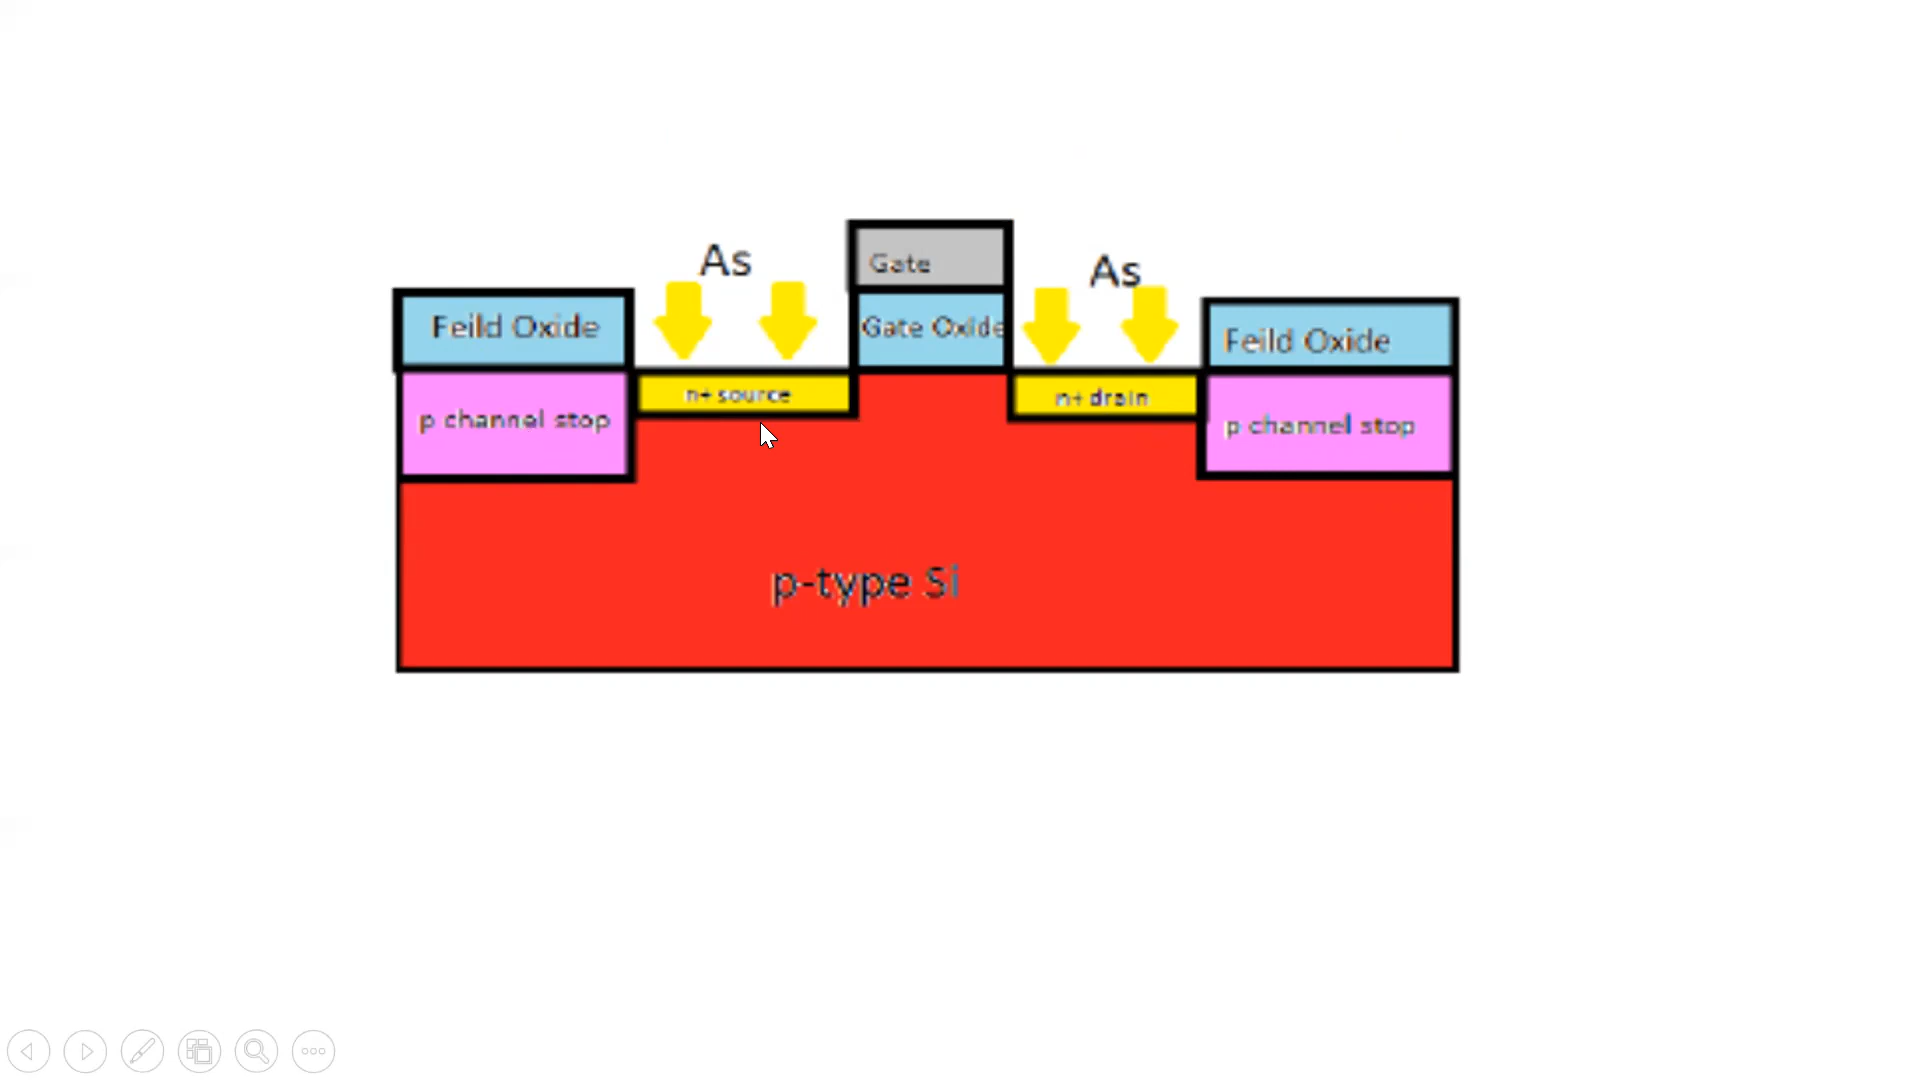 As
As
Gate
Feild Oxide
Gate Oxide
Feild Oxide
n+ source
n+ drain
p channel stop
p channel stop
p-type Si